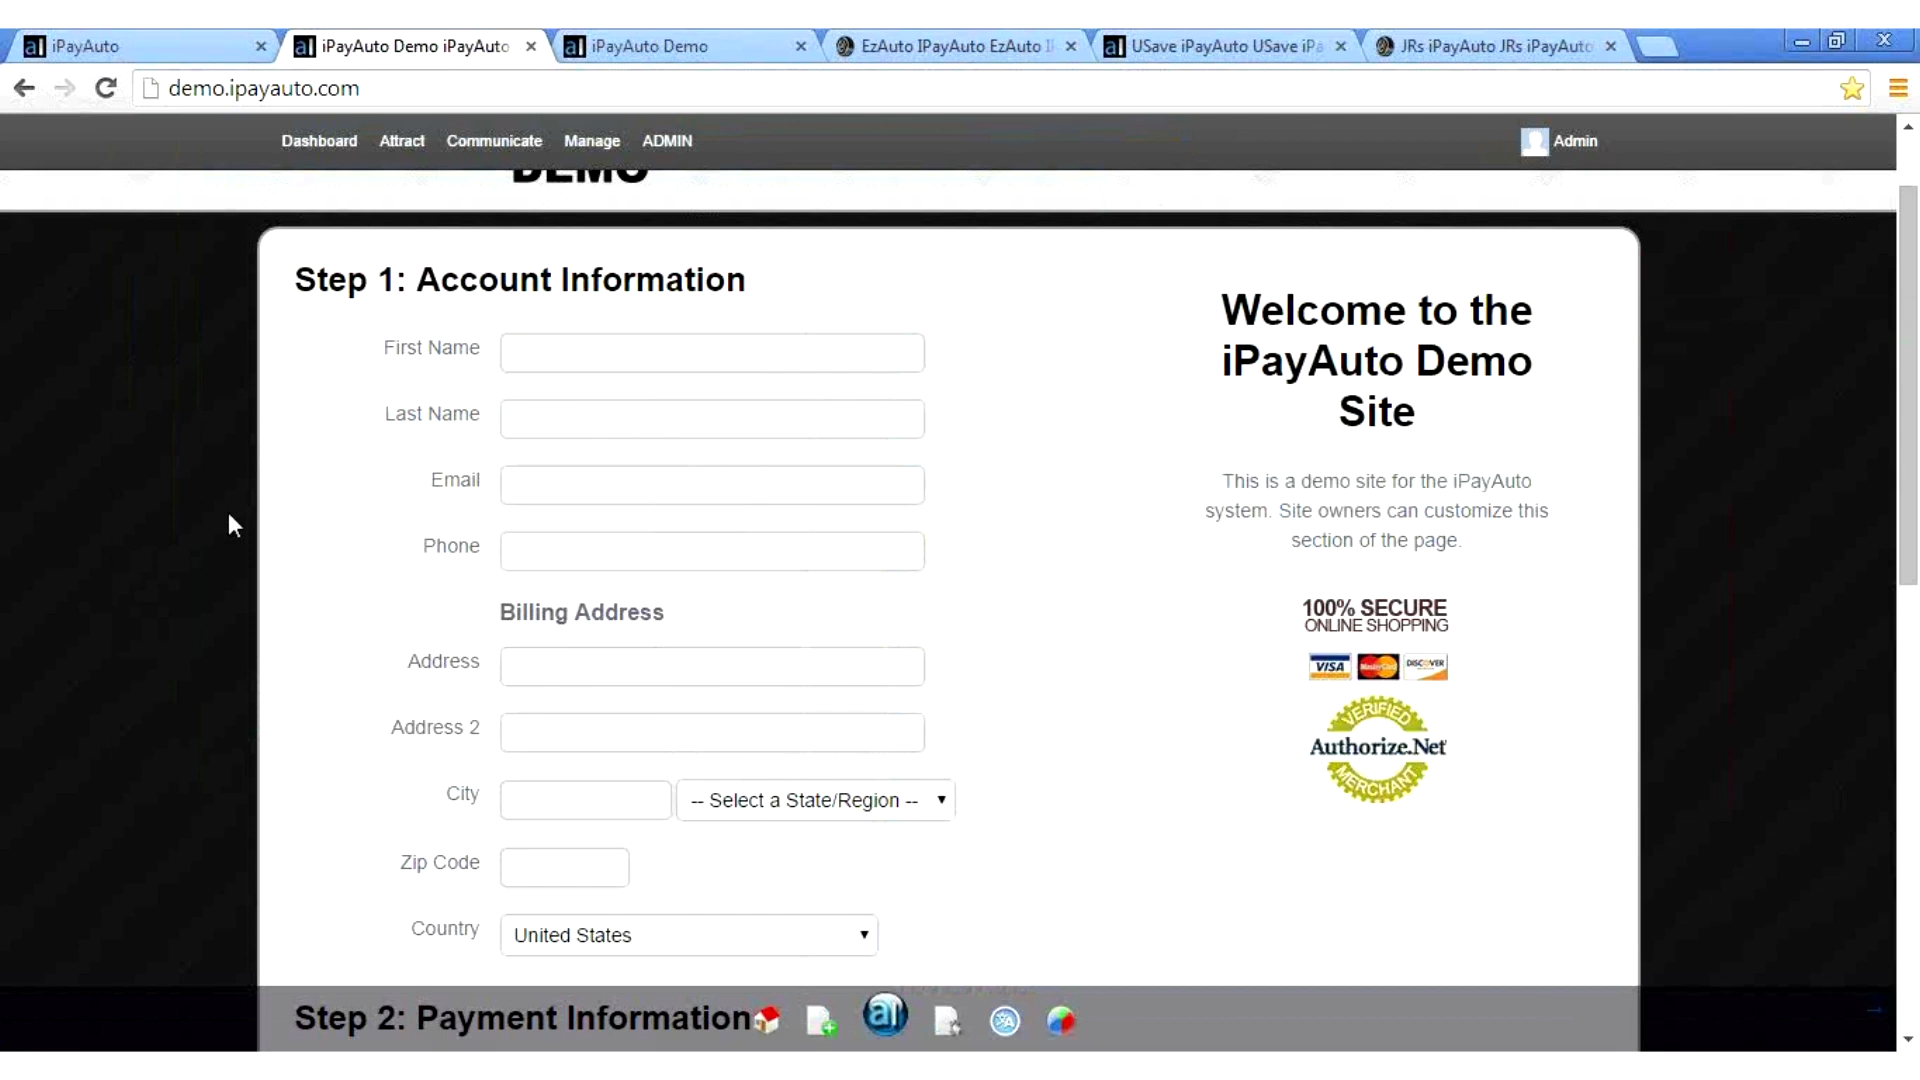 iPayAuto
iPayAuto Demo iPayAuto
iPayAuto Demo
EzAuto IPayAuto EzAuto
USave iPayAuto USave iPa
JRs iPayAuto JRs iPayAuto
demo.ipayauto.com
Dashboard Attract Communicate Manage ADMIN
Admin
DEMO
Step 1: Account Information
First Name
Last Name
Email
Phone
Billing Address
Address
Address 2
City
-- Select a State/Region --
Zip Code
Country
United States
Welcome to the
iPayAuto Demo
Site
This is a demo site for the iPayAuto
system. Site owners can customize this
section of the page.
100% SECURE
ONLINE SHOPPING
VISA MasterCard DISCOVER
VERIFIED
Authorize.Net
MERCHANT
Step 2: Payment Information
aI